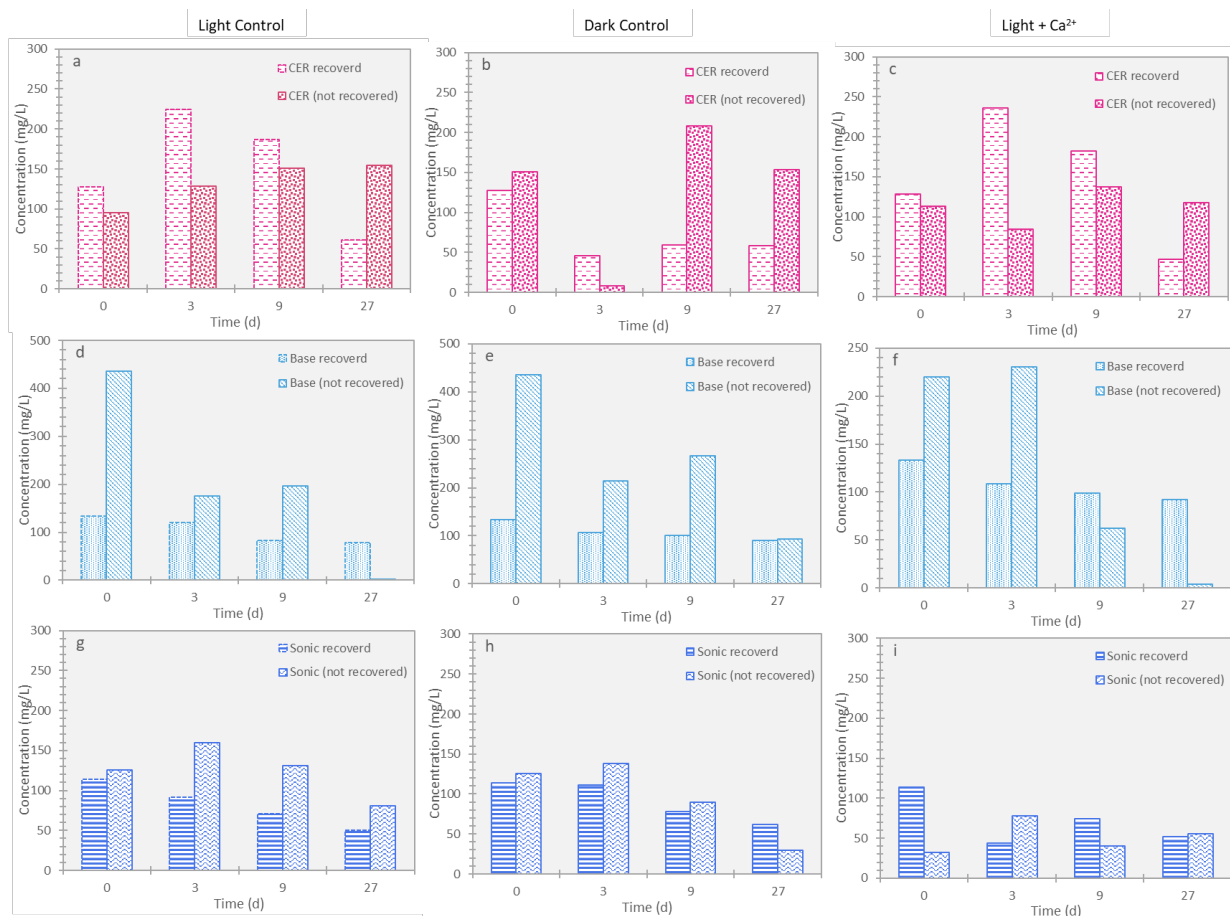 Light Control
Dark Control
Light + Ca²⁺
a
CER recoverd
CER (not recovered)
Concentration (mg/L)
300
250
200
150
100
50
0
0 3 9 27
Time (d)
b
CER recoverd
CER (not recovered)
Concentration (mg/L)
300
250
200
150
100
50
0
0 3 9 27
Time (d)
c
CER recoverd
CER (not recovered)
Concentration (mg/L)
300
250
200
150
100
50
0
0 3 9 27
Time (d)
d
Base recoverd
Base (not recovered)
Concentration (mg/L)
500
400
300
200
100
0
0 3 9 27
Time (d)
e
Base recoverd
Base (not recovered)
Concentration (mg/L)
500
400
300
200
100
0
0 3 9 27
Time (d)
f
Base recoverd
Base (not recovered)
Concentration (mg/L)
250
200
150
100
50
0
0 3 9 27
Time (d)
g
Sonic recoverd
Sonic (not recovered)
Concentration (mg/L)
300
250
200
150
100
50
0
0 3 9 27
Time (d)
h
Sonic recoverd
Sonic (not recovered)
Concentration (mg/L)
300
250
200
150
100
50
0
0 3 9 27
Time (d)
i
Sonic recoverd
Sonic (not recovered)
Concentration (mg/L)
300
250
200
150
100
50
0
0 3 9 27
Time (d)